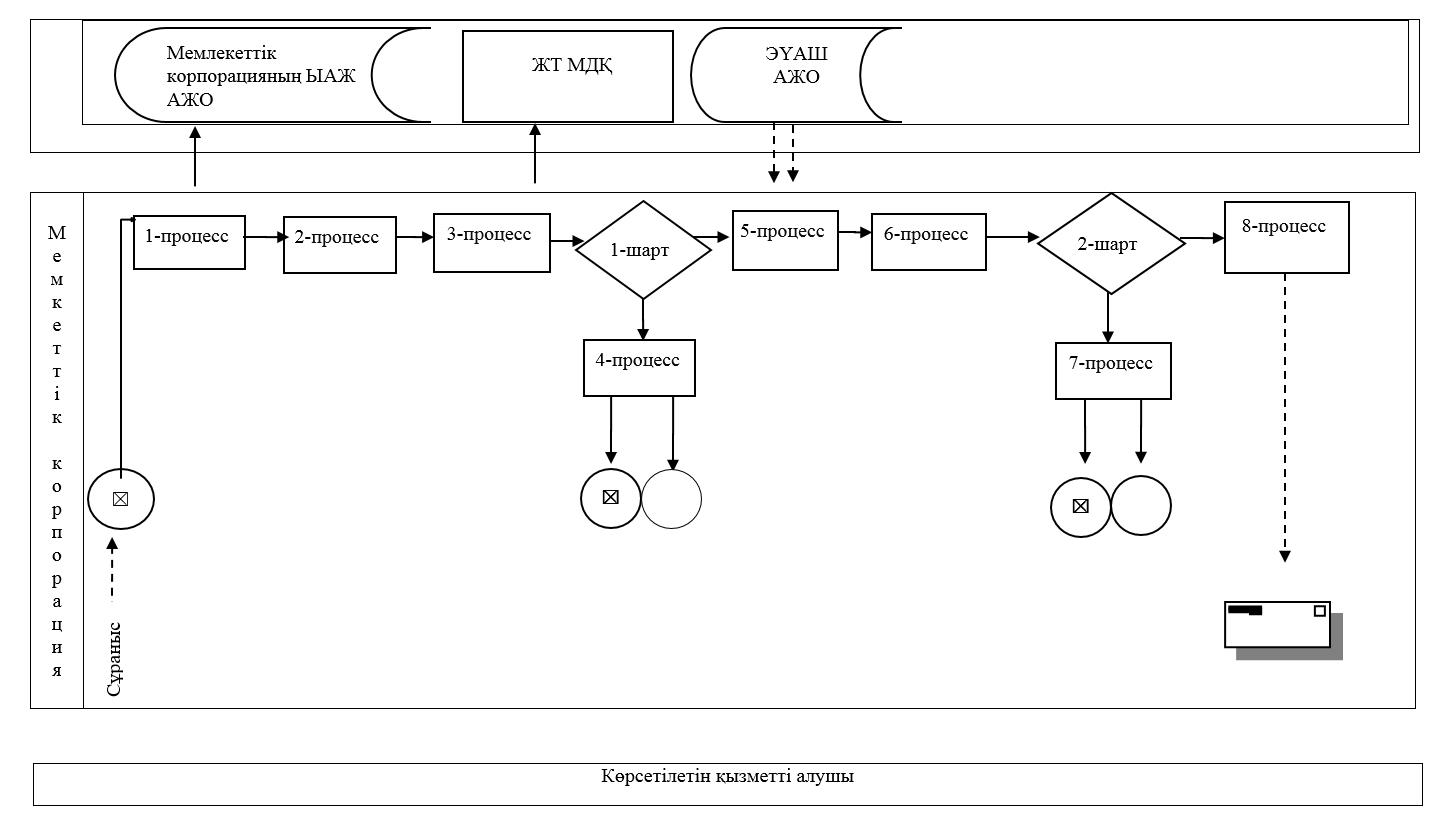 Мемлекеттік
корпорацияның ЫАЖ
АЖО
ЖТ МДҚ
ЭҮАШ
АЖО
Мемкеттік корпорация
1-процесс
2-процесс
3-процесс
1-шарт
5-процесс
6-процесс
2-шарт
8-процесс
4-процесс
7-процесс
Сұраныс
Көрсетілетін қызметті алушы